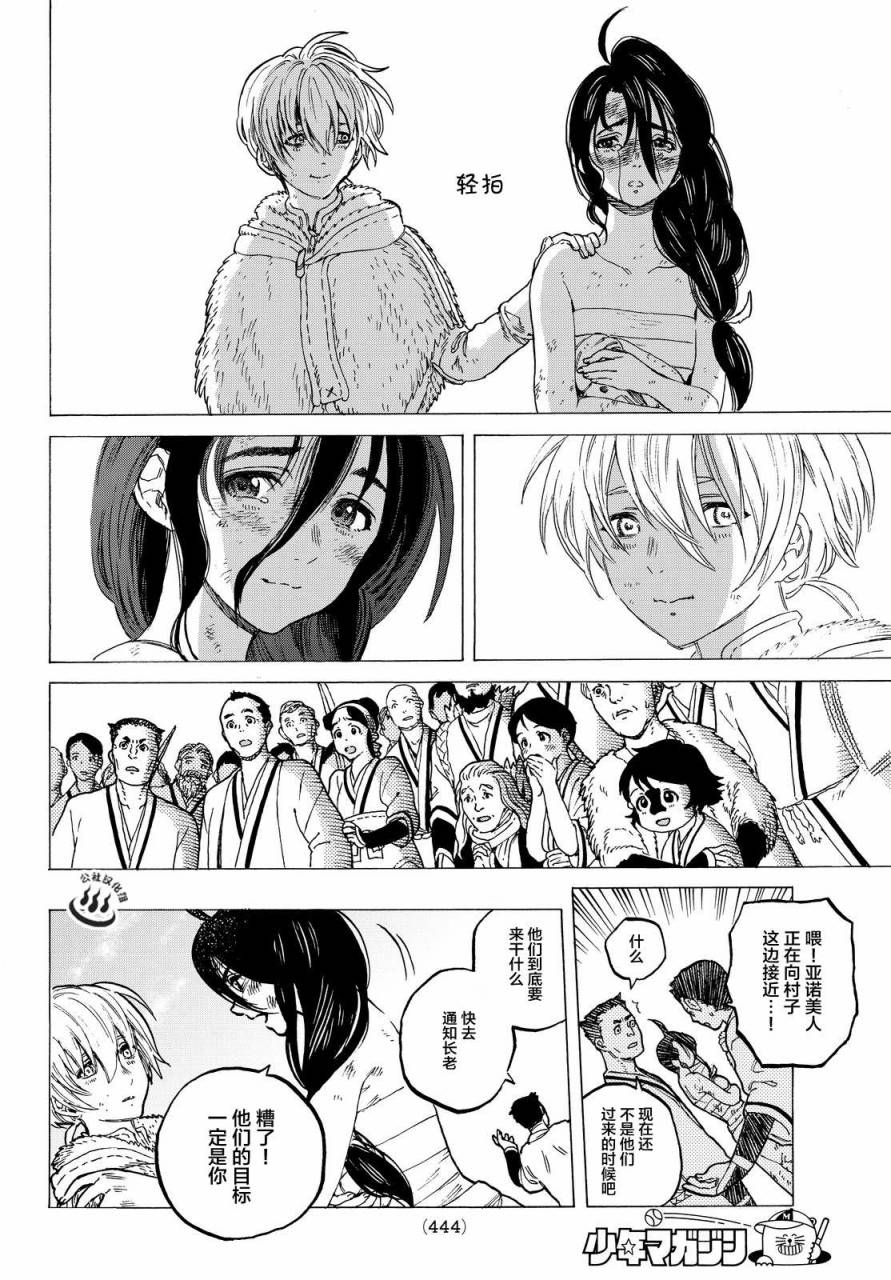 轻拍
喂！亚诺美人
正在向村子
这边接近…！
什么
现在还
不是他们
过来的时候吧
他们到底要
来干什么
快去
通知长老
糟了！
他们的目标
一定是你
公社汉化组
(444)
少年マガジン
M